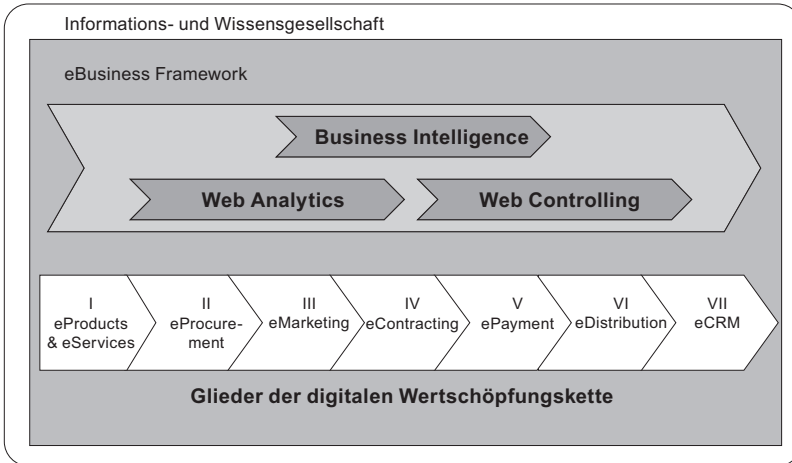 Informations- und Wissensgesellschaft
eBusiness Framework
Business Intelligence
Web Analytics
Web Controlling
I
eProducts
& eServices
II
eProcure-
ment
III
eMarketing
IV
eContracting
V
ePayment
VI
eDistribution
VII
eCRM
Glieder der digitalen Wertschöpfungskette